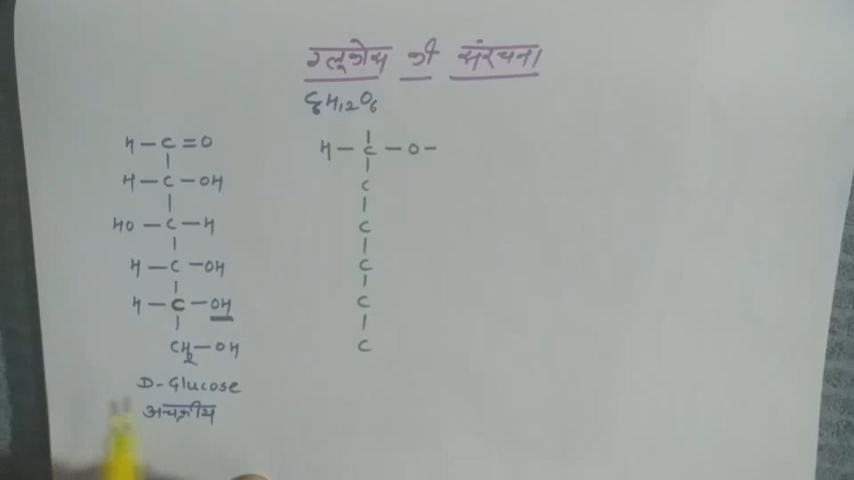 ग्लूकोस की संरचना
C6H12O6
H-C=O
H-C-OH
HO-C-H
H-C-OH
H-C-OH
CH2-OH
D-Glucose
अचक्रीय
H-C-O-
C
C
C
C
C